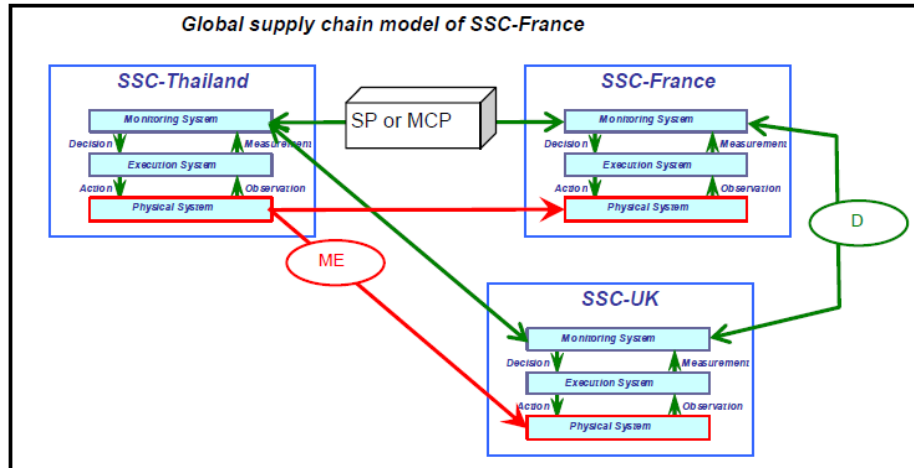 Global supply chain model of SSC-France
SSC-Thailand
SSC-France
Monitoring System
SP or MCP
Monitoring System
Decision
Measurement
Decision
Measurement
Execution System
Execution System
Action
Observation
Action
Observation
Physical System
Physical System
D
ME
SSC-UK
Monitoring System
Decision
Measurement
Execution System
Action
Observation
Physical System